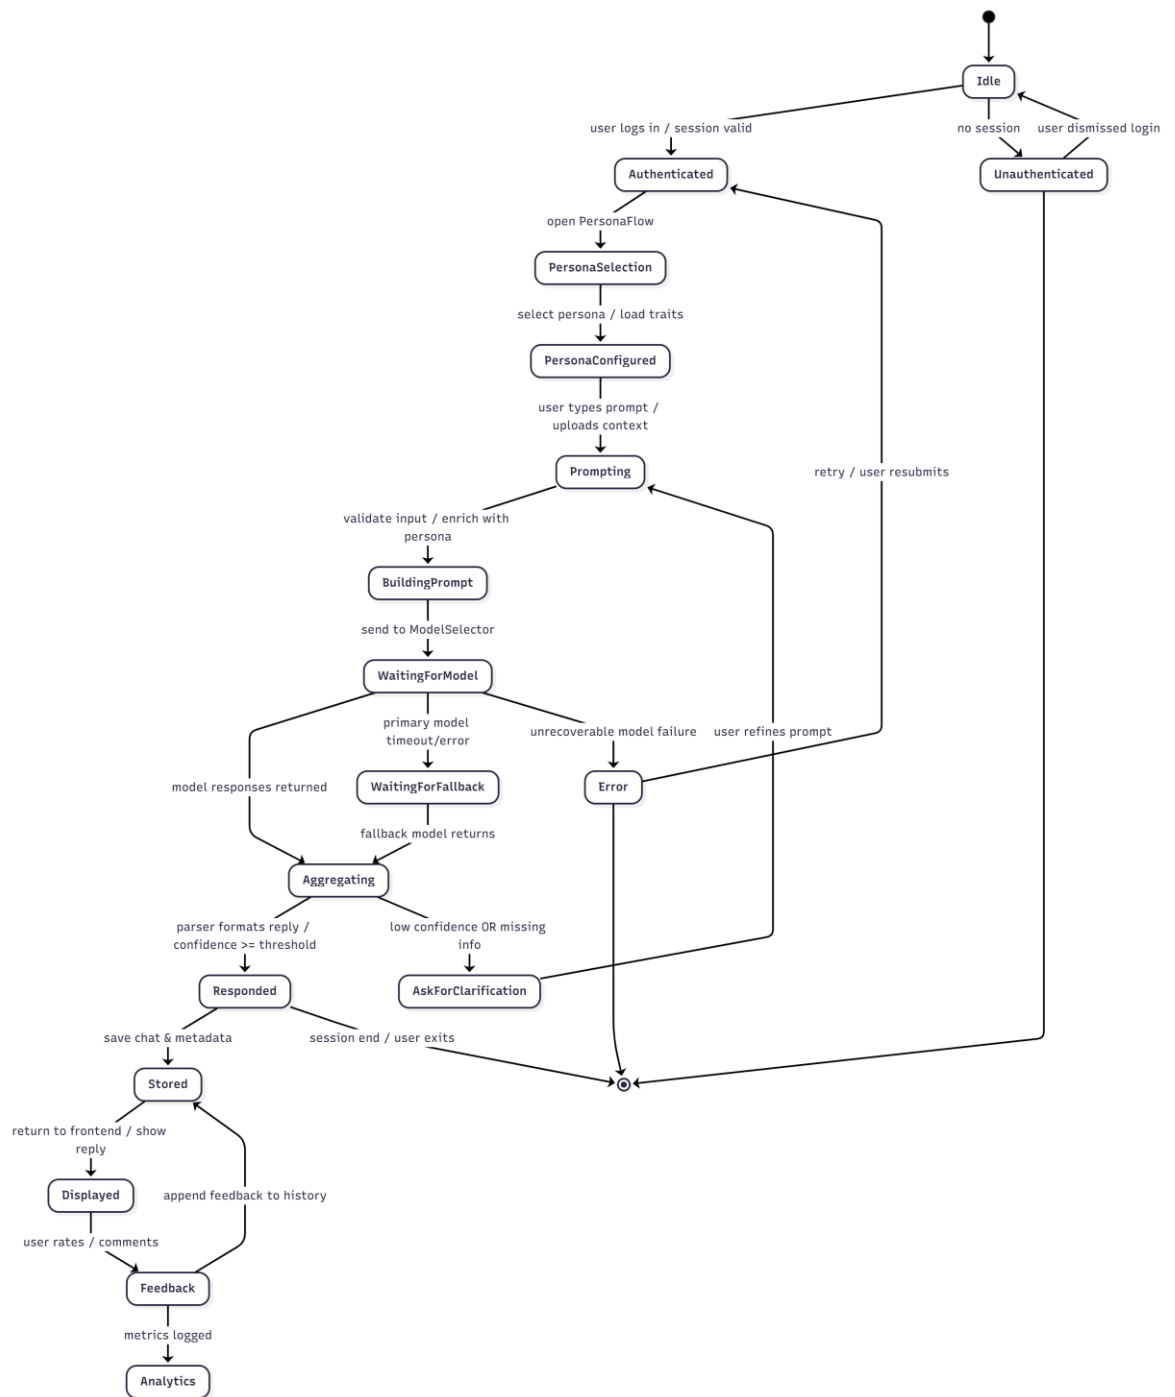 Idle
user logs in / session valid
no session
user dismissed login
Authenticated
Unauthenticated
open PersonaFlow
PersonaSelection
select persona / load traits
PersonaConfigured
user types prompt /
uploads context
Prompting
retry / user resubmits
validate input / enrich with
persona
BuildingPrompt
send to ModelSelector
WaitingForModel
primary model
timeout/error
unrecoverable model failure
user refines prompt
model responses returned
WaitingForFallback
Error
fallback model returns
Aggregating
parser formats reply /
confidence >= threshold
low confidence OR missing
info
Responded
AskForClarification
save chat & metadata
session end / user exits
Stored
return to frontend / show
reply
Displayed
append feedback to history
user rates / comments
Feedback
metrics logged
Analytics